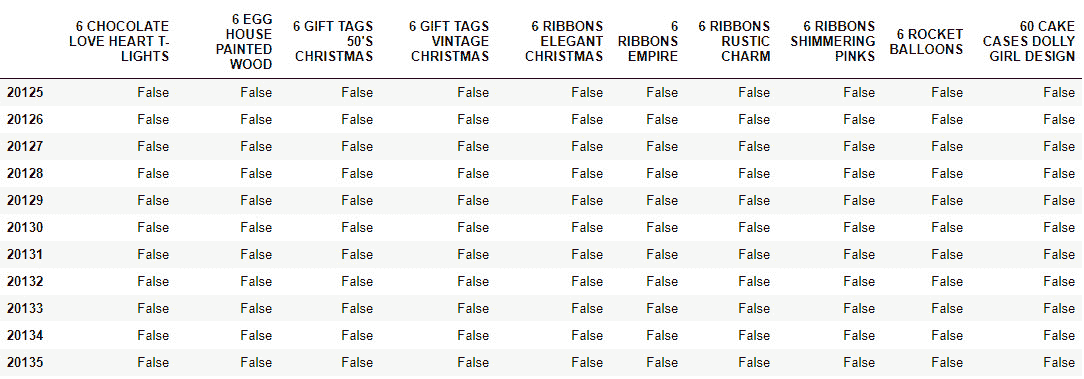 6 CHOCOLATE LOVE HEART T-LIGHTS 6 EGG HOUSE PAINTED WOOD 6 GIFT TAGS 50'S CHRISTMAS 6 GIFT TAGS VINTAGE CHRISTMAS 6 RIBBONS ELEGANT CHRISTMAS 6 RIBBONS EMPIRE 6 RIBBONS RUSTIC CHARM 6 RIBBONS SHIMMERING PINKS 6 ROCKET BALLOONS 60 CAKE CASES DOLLY GIRL DESIGN
20125 False False False False False False False False False False
20126 False False False False False False False False False False
20127 False False False False False False False False False False
20128 False False False False False False False False False False
20129 False False False False False False False False False False
20130 False False False False False False False False False False
20131 False False False False False False False False False False
20132 False False False False False False False False False False
20133 False False False False False False False False False False
20134 False False False False False False False False False False
20135 False False False False False False False False False False